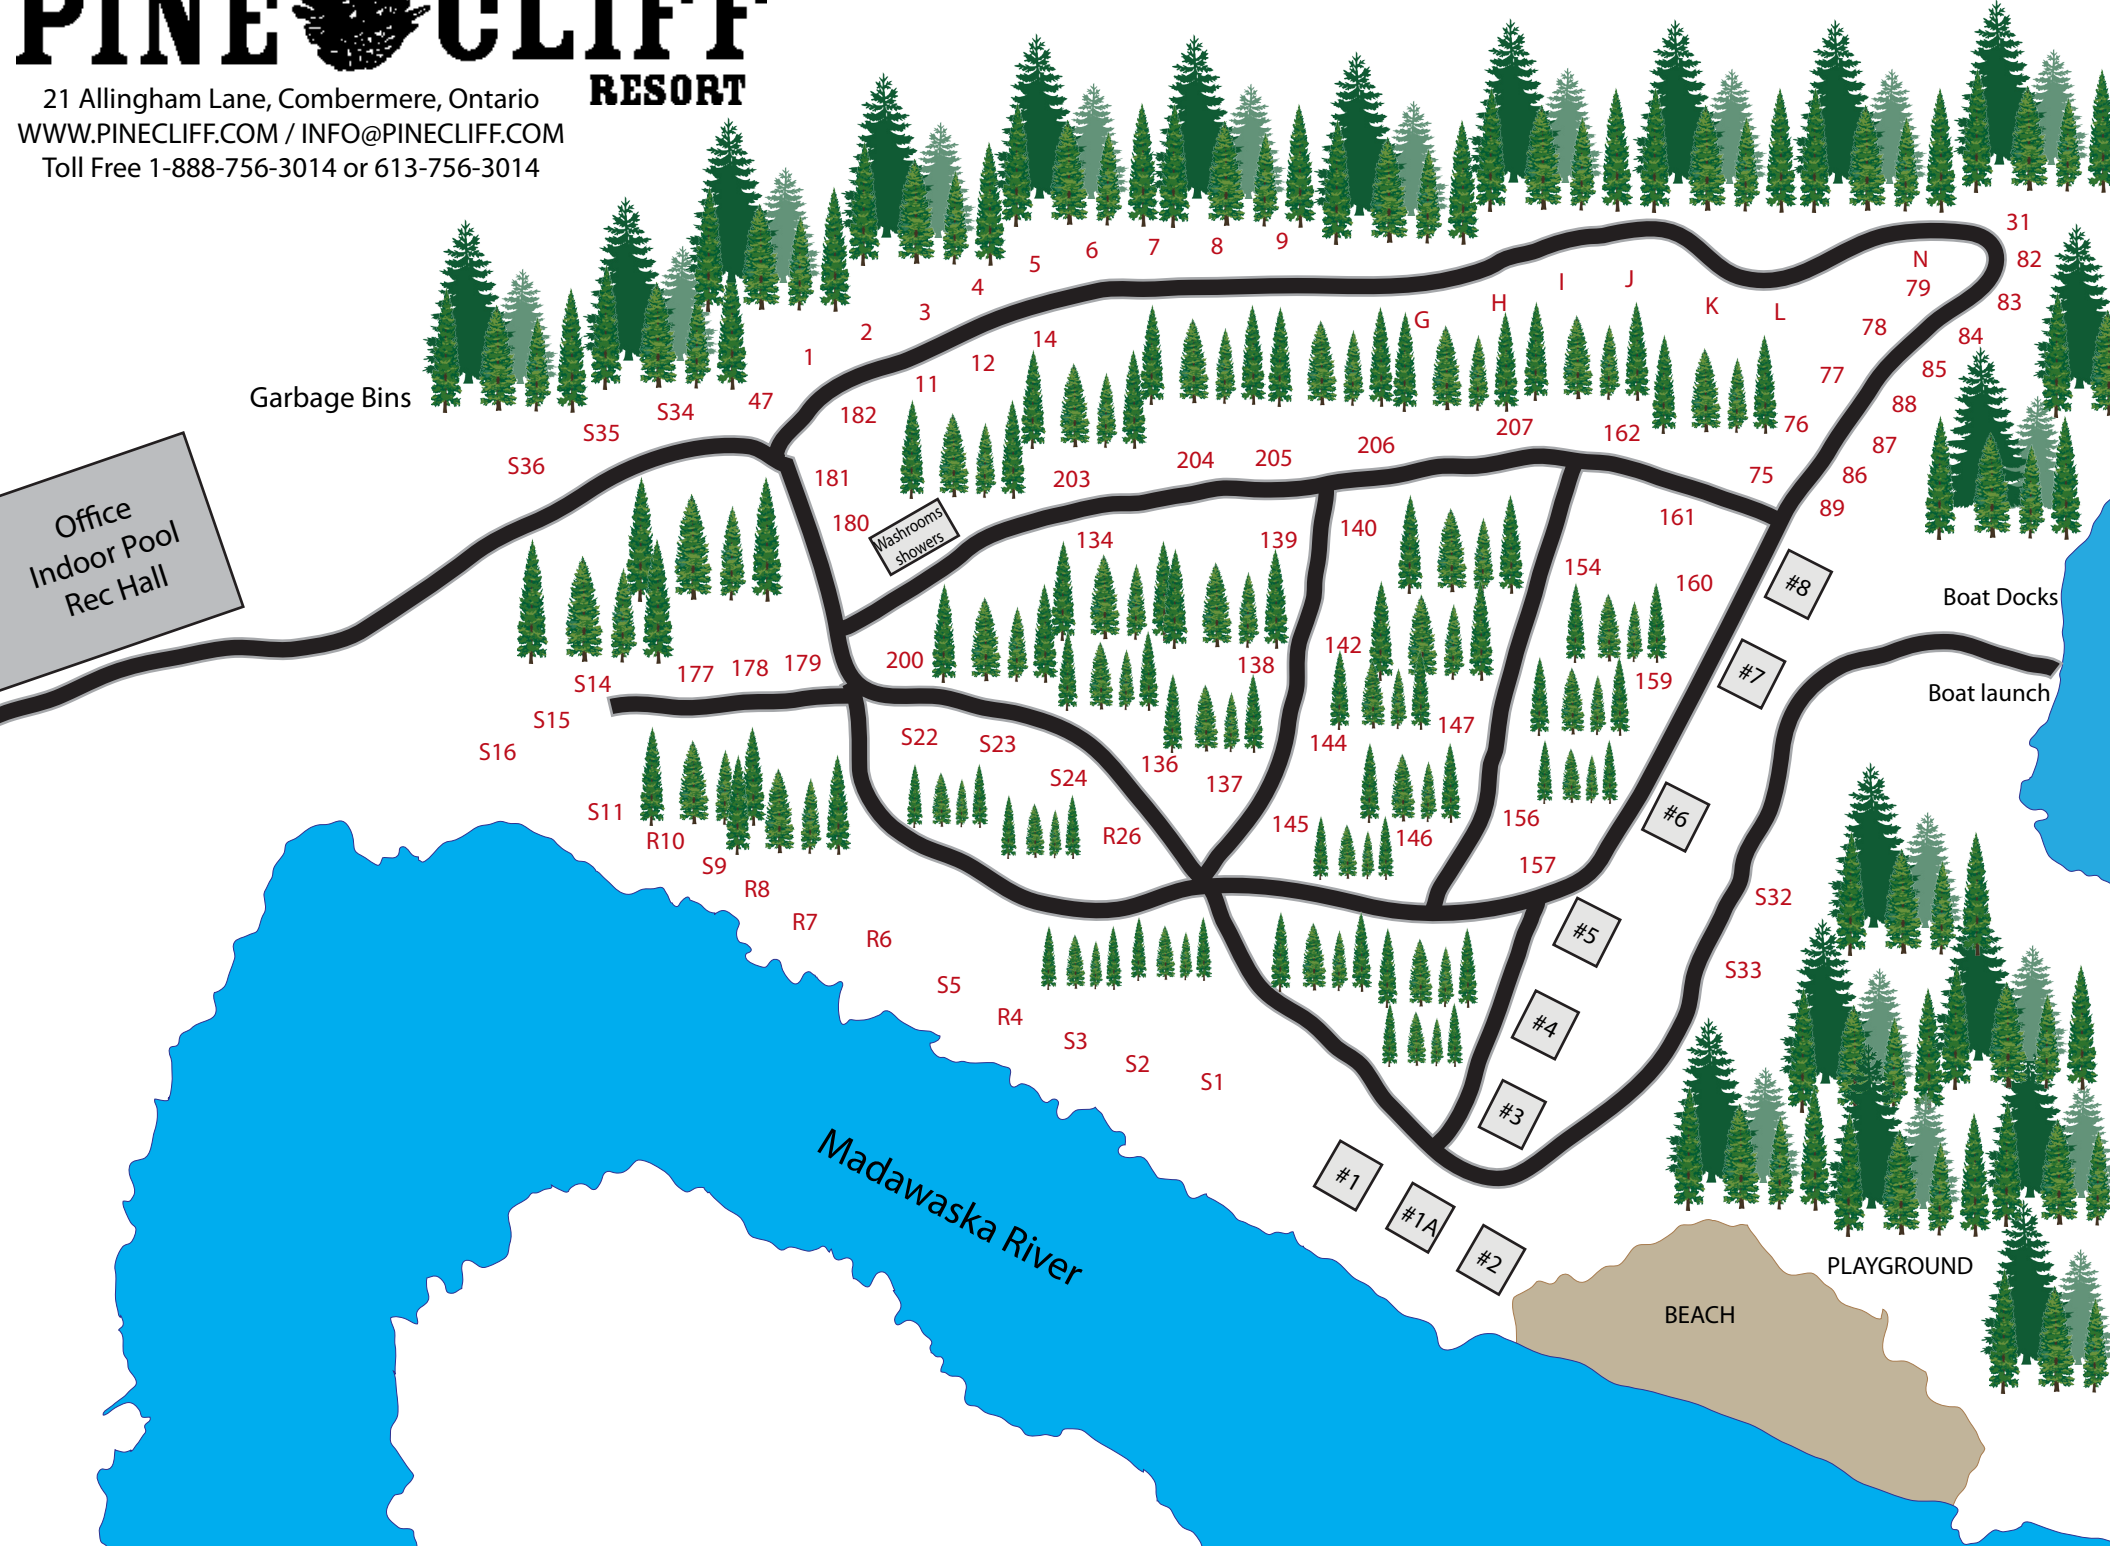 PINE CLIFF
RESORT
21 Allingham Lane, Combermere, Ontario
WWW.PINECLIFF.COM / INFO@PINECLIFF.COM
Toll Free 1-888-756-3014 or 613-756-3014
Garbage Bins
Office
Indoor Pool
Rec Hall
S36
S35
S34
47
1
2
3
4
5
6
7
8
9
182
11
12
14
G
H
I
J
K
L
N
79
78
77
76
75
31
82
83
84
85
88
87
86
89
181
180
Washrooms
showers
203
204
205
206
207
162
134
139
140
154
161
160
159
142
138
147
144
136
137
145
146
156
157
S14
177
178
179
200
S15
S16
S22
S23
S24
R26
S11
R10
S9
R8
R7
R6
S5
R4
S3
S2
S1
#8
#7
#6
#5
#4
#3
#1
#1A
#2
S32
S33
Boat Docks
Boat launch
Madawaska River
PLAYGROUND
BEACH